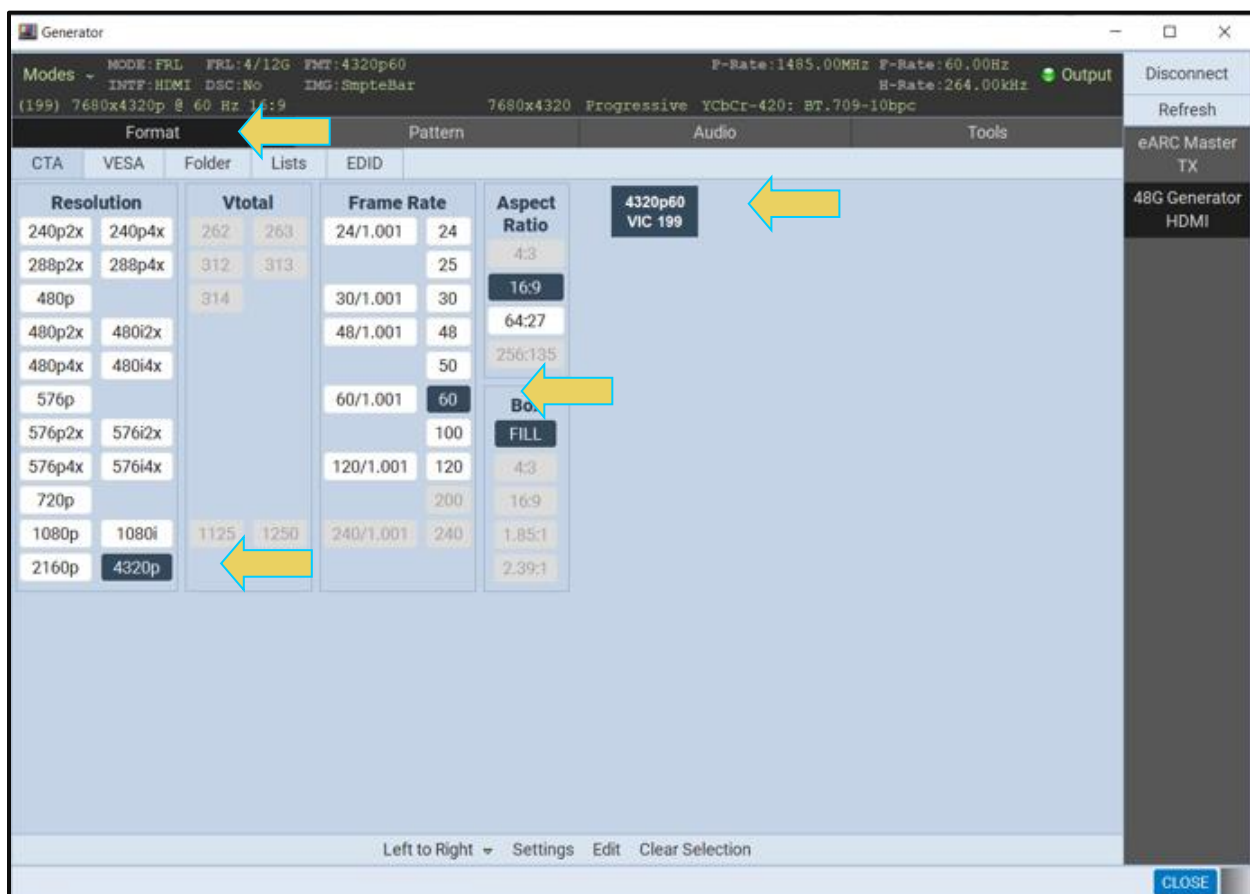 Generator
Modes MODE:FRL FRL:4/12G FMT:4320p60 P-Rate:1485.00MHz F-Rate:60.00Hz Output
INTF:HDMI DSC:No IMG:SmpteBar H-Rate:264.00kHz
(199) 7680x4320p @ 60 Hz 16:9 7680x4320 Progressive YCbCr-420: BT.709-10bpc
Disconnect
Refresh
eARC Master
TX
48G Generator
HDMI
Format Pattern Audio Tools
CTA VESA Folder Lists EDID
Resolution
240p2x 240p4x
288p2x 288p4x
480p
480p2x 480i2x
480p4x 480i4x
576p
576p2x 576i2x
576p4x 576i4x
720p
1080p 1080i
2160p 4320p
Vtotal
262 263
312 313
314
1125 1250
Frame Rate
24/1.001 24
25
30/1.001 30
48/1.001 48
50
60/1.001 60
100
120/1.001 120
200
240/1.001 240
Aspect
Ratio
4:3
16:9
64:27
256:135
FILL
4:3
16:9
1.85:1
2.39:1
4320p60
VIC 199
Left to Right Settings Edit Clear Selection
CLOSE